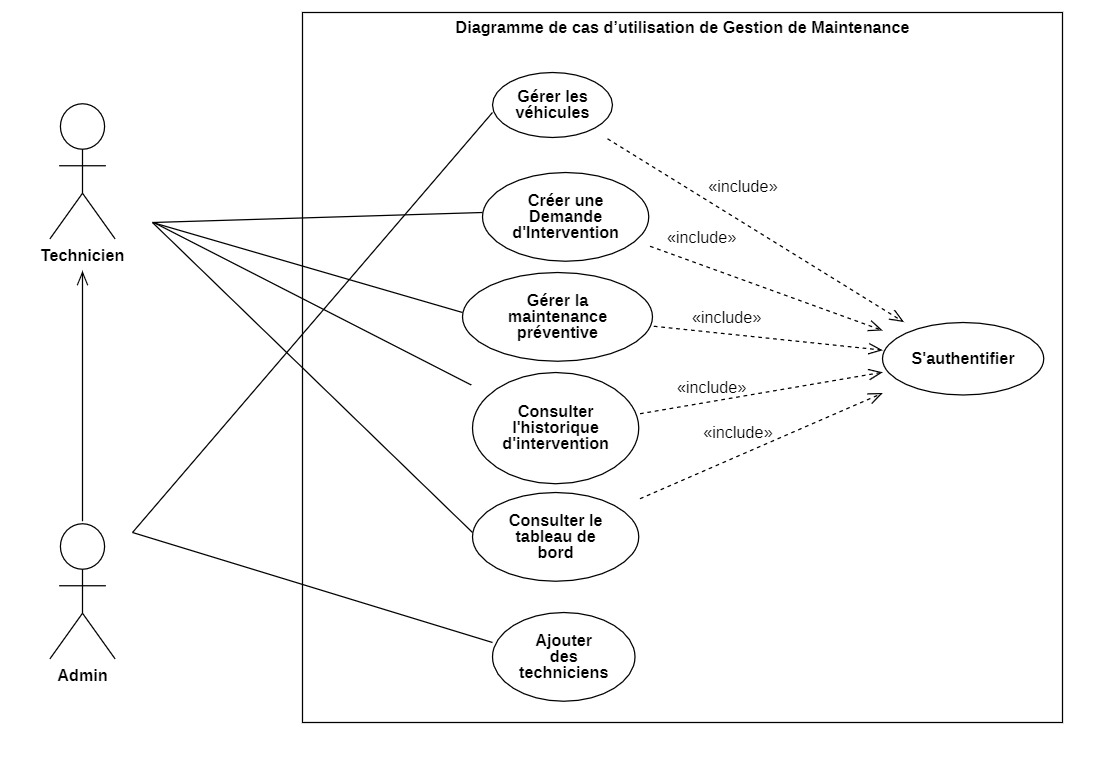 Diagramme de cas d’utilisation de Gestion de Maintenance
Gérer les
véhicules
«include»
Créer une
Demande
d'Intervention
«include»
Technicien
Gérer la
maintenance
préventive
«include»
S'authentifier
«include»
Consulter
l'historique
d'intervention
«include»
Consulter le
tableau de
bord
Admin
Ajouter
des
techniciens